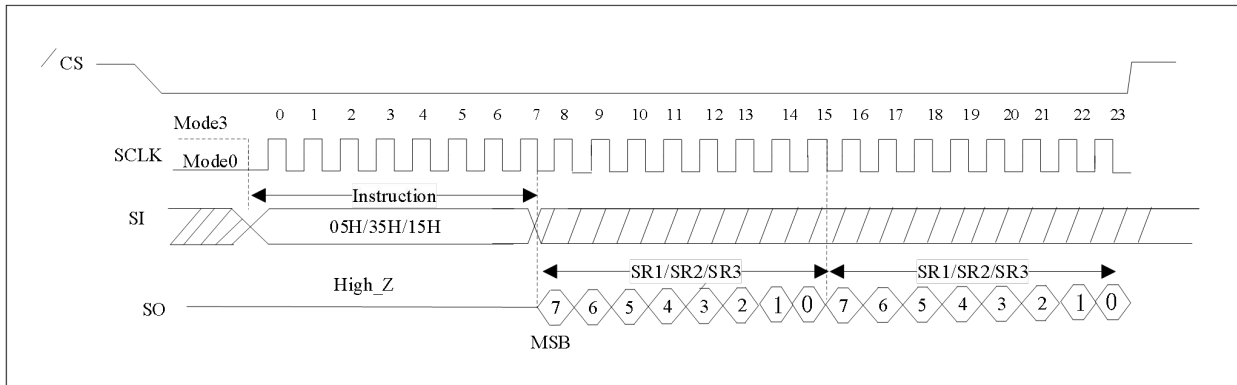 /CS
0 1 2 3 4 5 6 7 8 9 10 11 12 13 14 15 16 17 18 19 20 21 22 23
Mode3
SCLK Mode0
Instruction
SI 05H/35H/15H
SR1/SR2/SR3 SR1/SR2/SR3
High_Z
SO 7 6 5 4 3 2 1 0 7 6 5 4 3 2 1 0
MSB